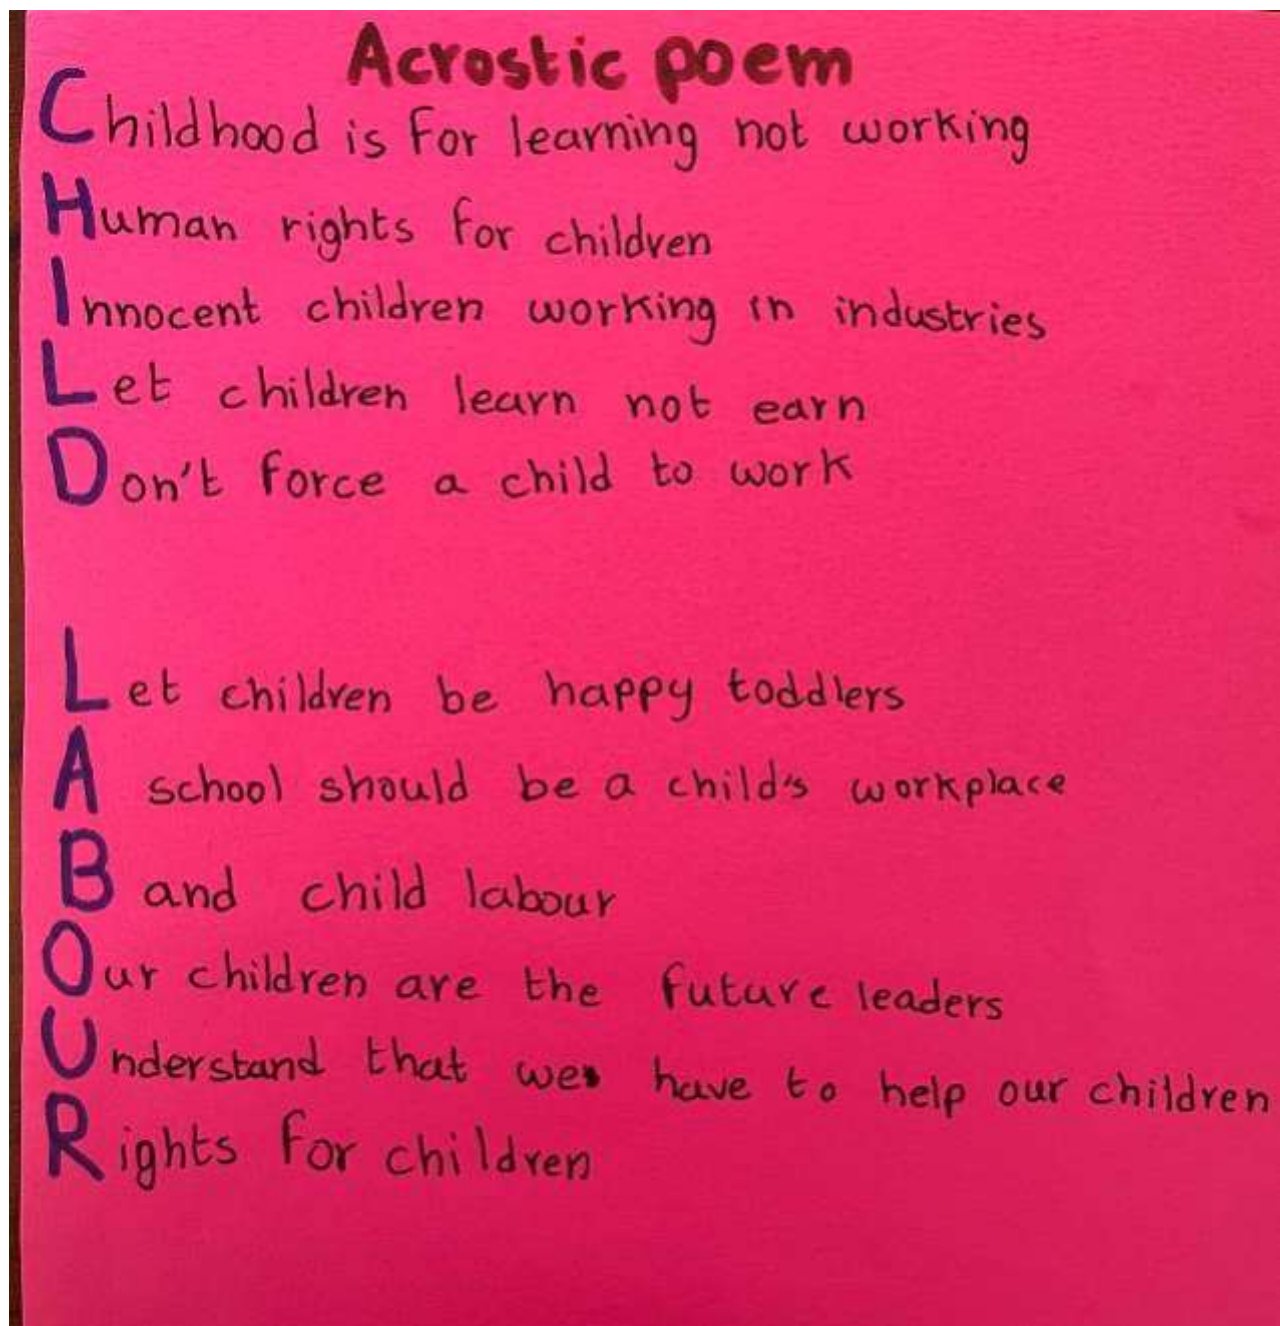 Acrostic poem
Childhood is for learning not working
Human rights for children
Innocent children working in industries
Let children learn not earn
Don't force a child to work
Let children be happy toddlers
A school should be a child's workplace
Band child labour
Our children are the future leaders
Understand that we have to help our children
Rights for children